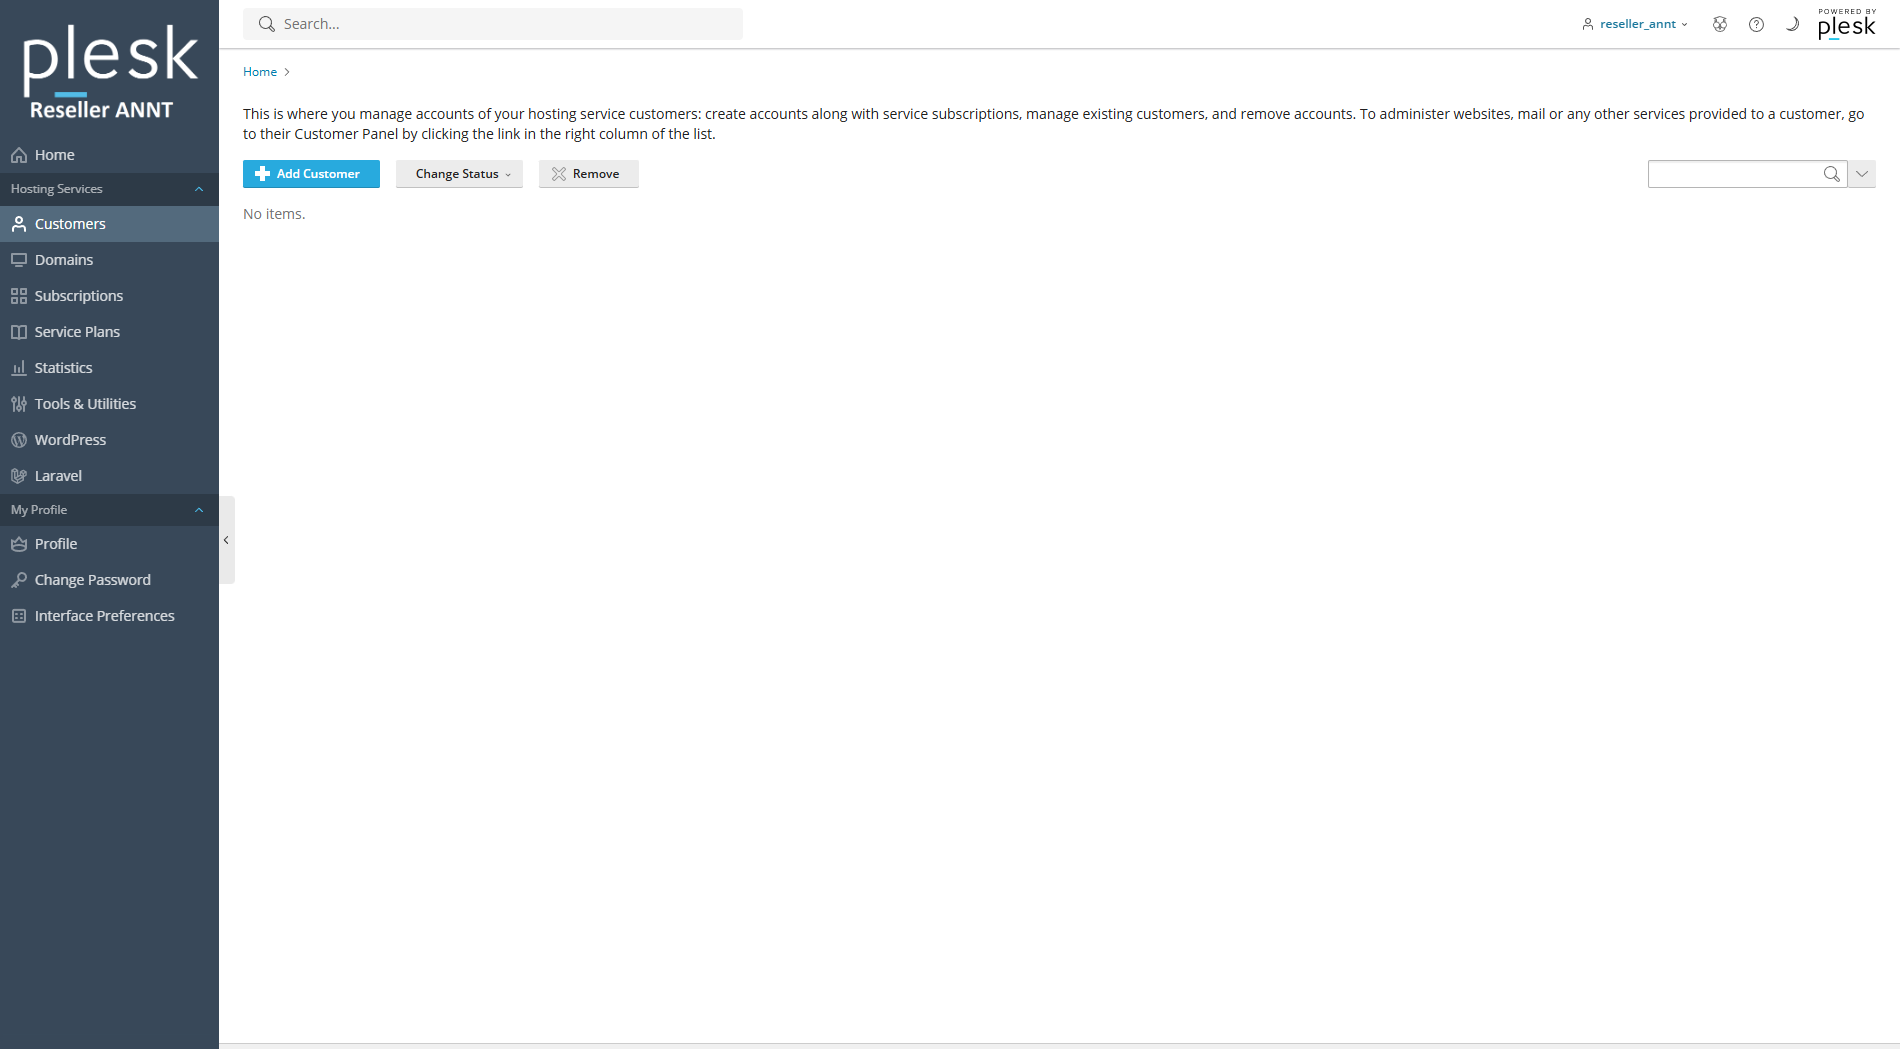 plesk
Reseller ANNT
Home
Hosting Services
Customers
Domains
Subscriptions
Service Plans
Statistics
Tools & Utilities
WordPress
Laravel
My Profile
Profile
Change Password
Interface Preferences
Search...
reseller_annt
POWERED BY
plesk
Home
This is where you manage accounts of your hosting service customers: create accounts along with service subscriptions, manage existing customers, and remove accounts. To administer websites, mail or any other services provided to a customer, go
to their Customer Panel by clicking the link in the right column of the list.
Add Customer
Change Status
Remove
No items.